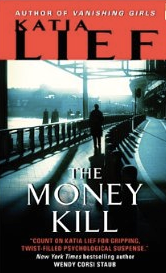 AUTHOR OF VANISHING GIRLS
KATIA
LIEF
THE
MONEY
KILL
"COUNT ON KATIA LIEF FOR GRIPPING,
TWIST-FILLED PSYCHOLOGICAL SUSPENSE."
New York Times bestselling author
WENDY CORSI STAUB